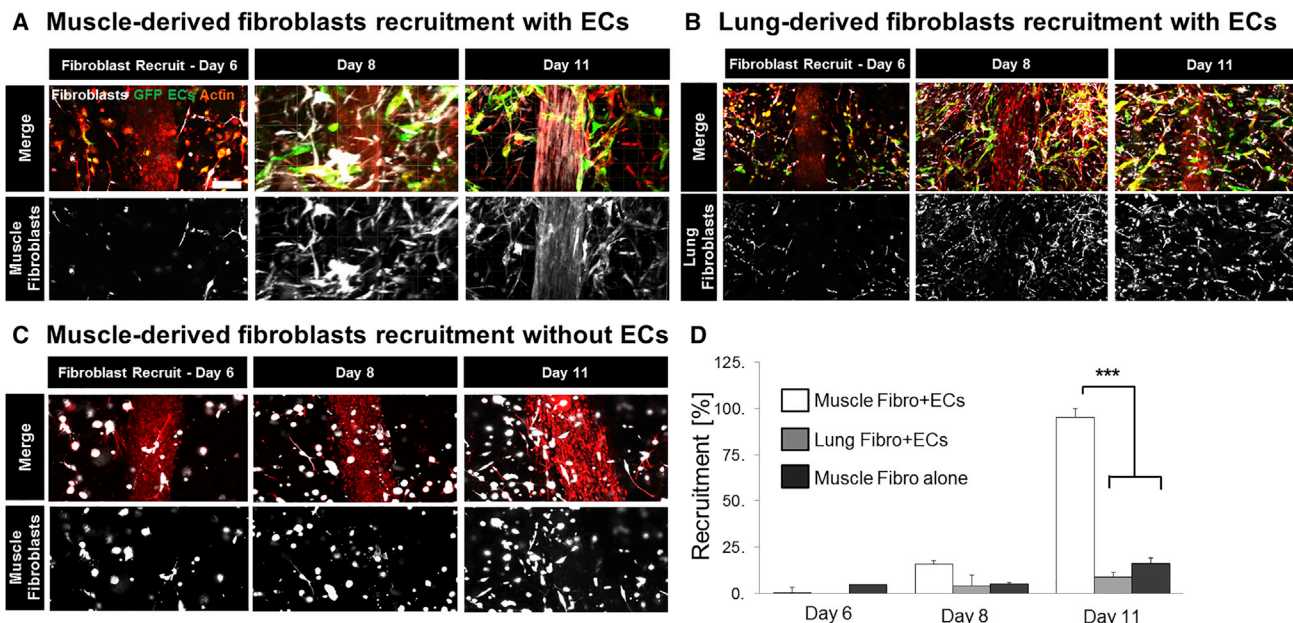 A Muscle-derived fibroblasts recruitment with ECs
Fibroblast Recruit - Day 6
Day 8
Day 11
Merge
Fibroblasts GFP ECs Actin
Muscle
Fibroblasts
B Lung-derived fibroblasts recruitment with ECs
Fibroblast Recruit - Day 6
Day 8
Day 11
Merge
Lung
Fibroblasts
C Muscle-derived fibroblasts recruitment without ECs
Fibroblast Recruit - Day 6
Day 8
Day 11
Merge
Muscle
Fibroblasts
D
Recruitment [%]
125.
100.
75.
50.
25.
0.
Muscle Fibro+ECs
Lung Fibro+ECs
Muscle Fibro alone
***
Day 6
Day 8
Day 11